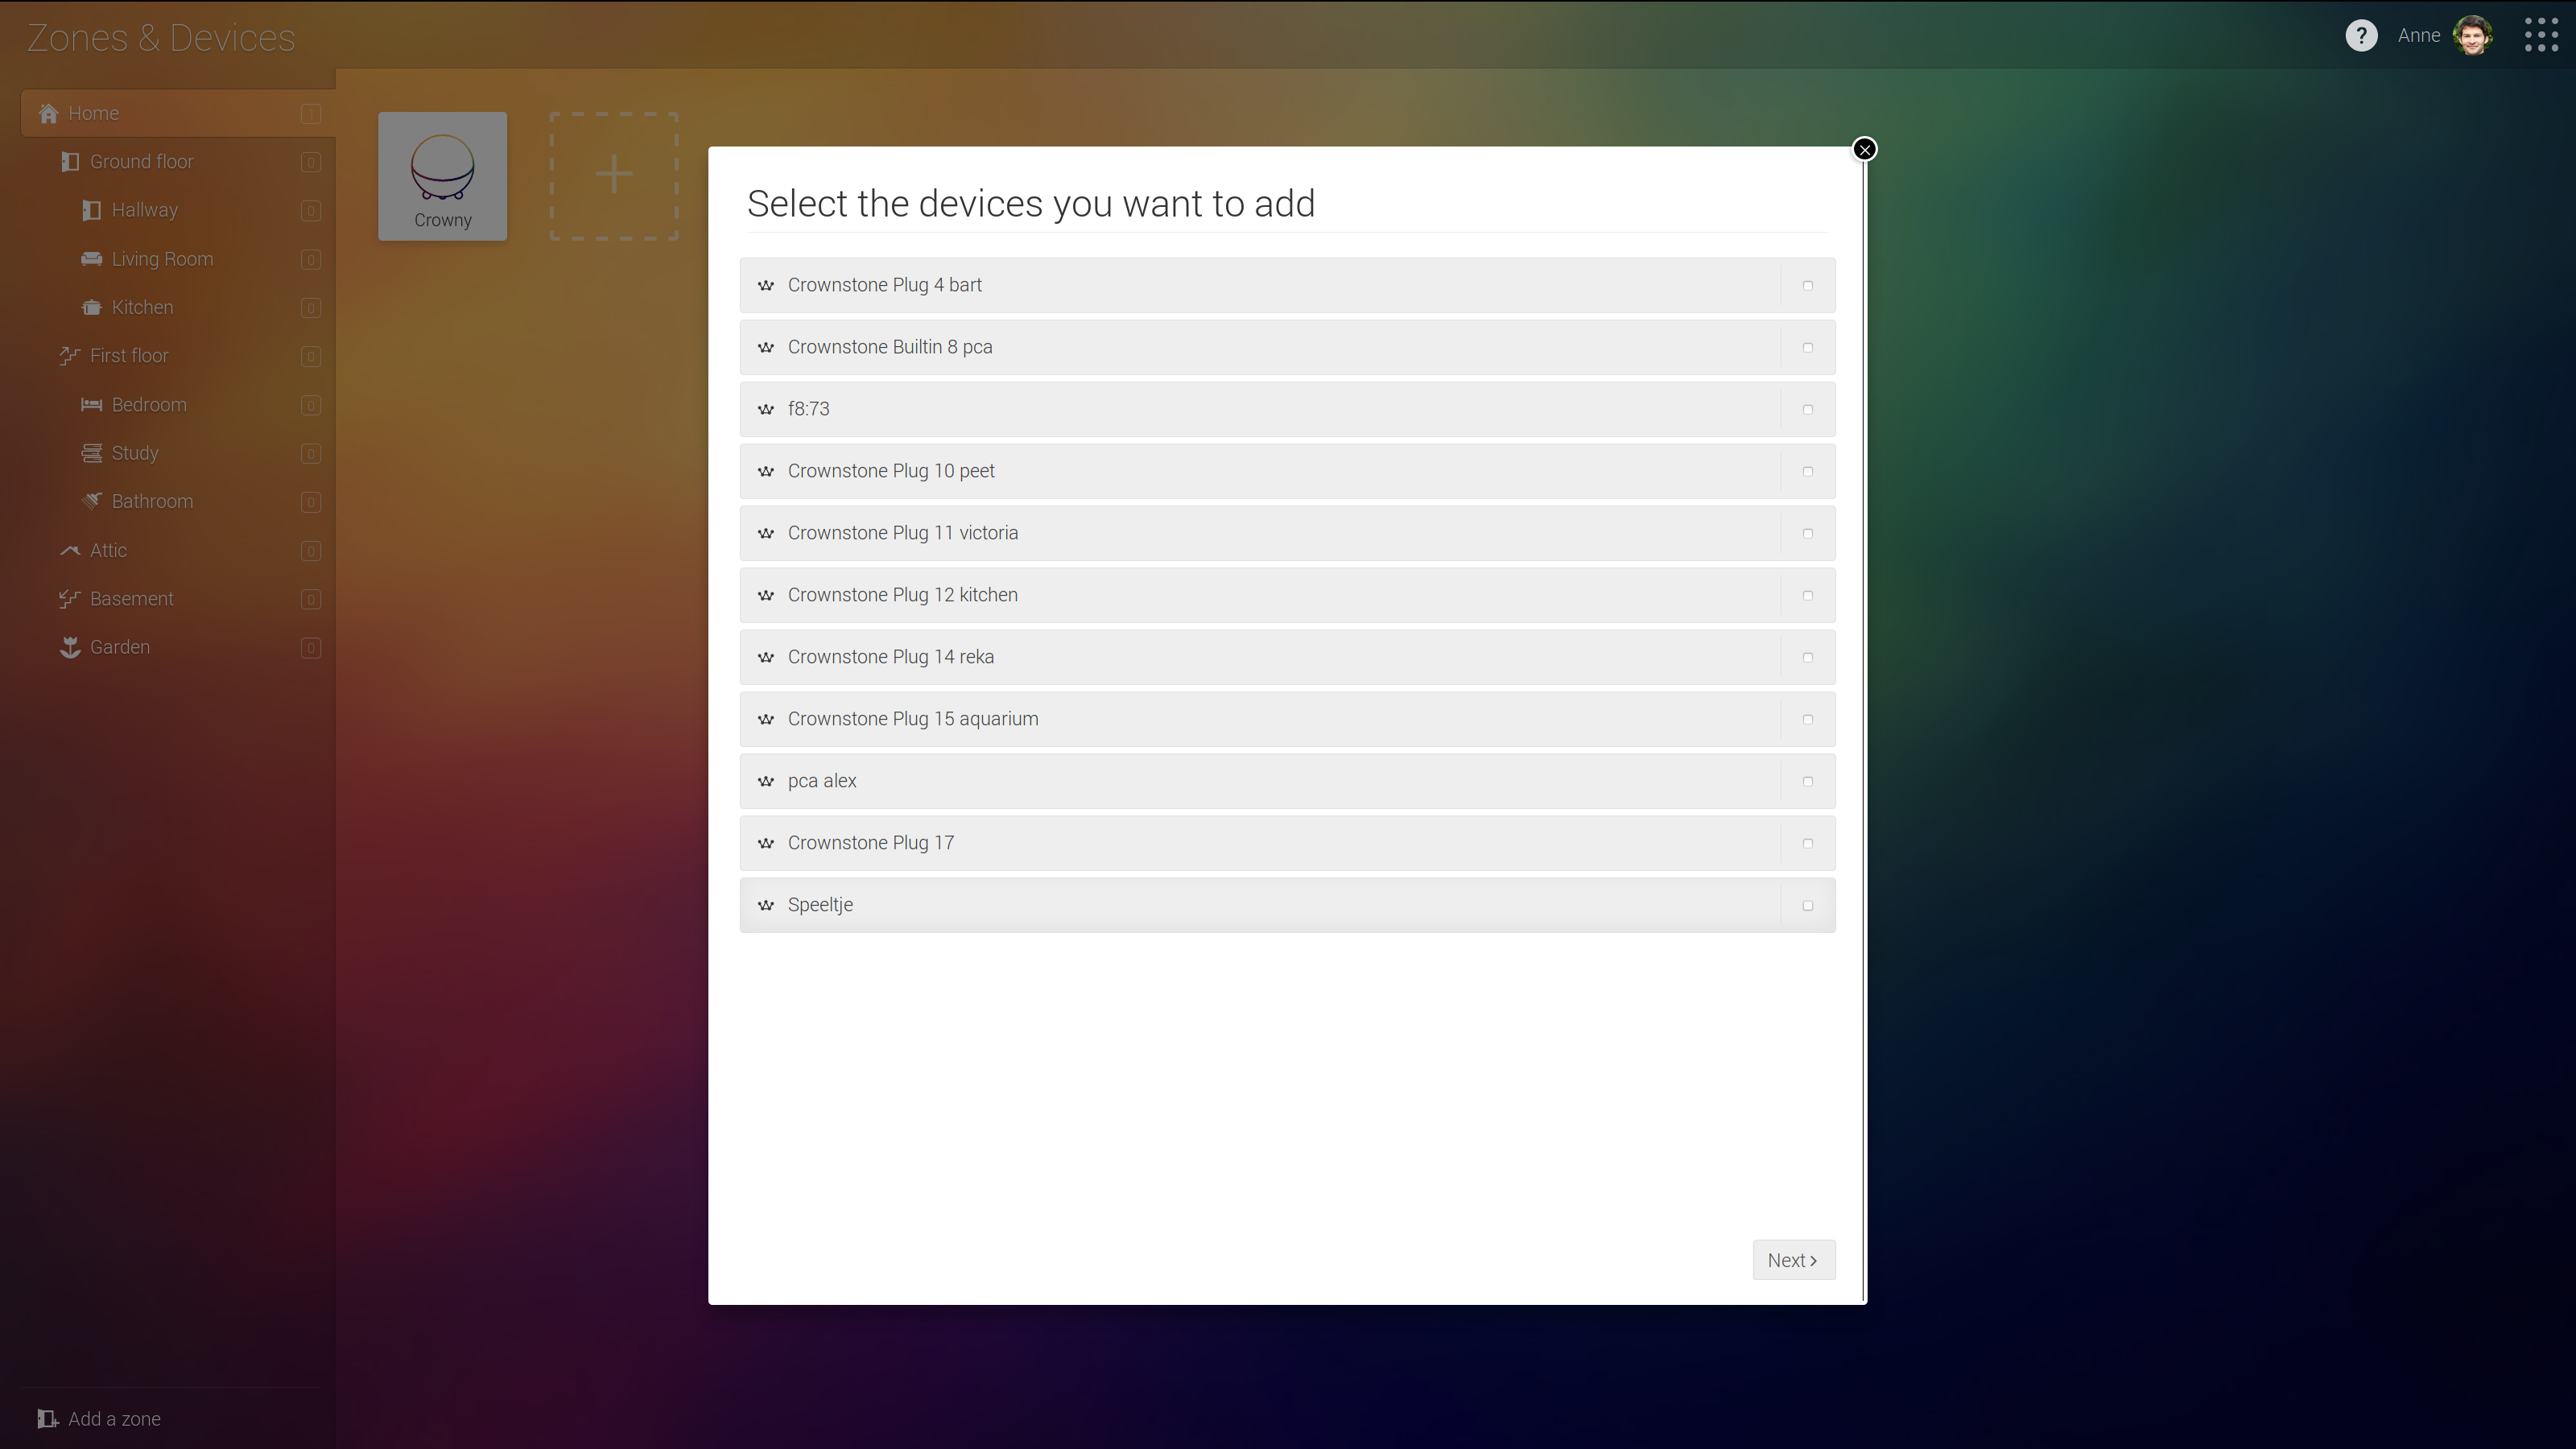 Zones & Devices
? Anne
Home 1
Ground floor 0
Hallway 0
Living Room 0
Kitchen 0
First floor 0
Bedroom 0
Study 0
Bathroom 0
Attic 0
Basement 0
Garden 0
Add a zone
Crowny
Select the devices you want to add
Crownstone Plug 4 bart
Crownstone Builtin 8 pca
f8:73
Crownstone Plug 10 peet
Crownstone Plug 11 victoria
Crownstone Plug 12 kitchen
Crownstone Plug 14 reka
Crownstone Plug 15 aquarium
pca alex
Crownstone Plug 17
Speeltje
Next